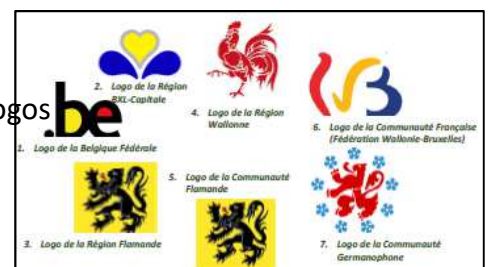 ogos
.be
1. Logo de la Belgique Fédérale
2. Logo de la Région
BXL-Capitale
3. Logo de la Région Flamande
4. Logo de la Région
Wallonne
5. Logo de la Communauté
Flamande
6. Logo de la Communauté Française
(Fédération Wallonie-Bruxelles)
7. Logo de la Communauté
Germanophone